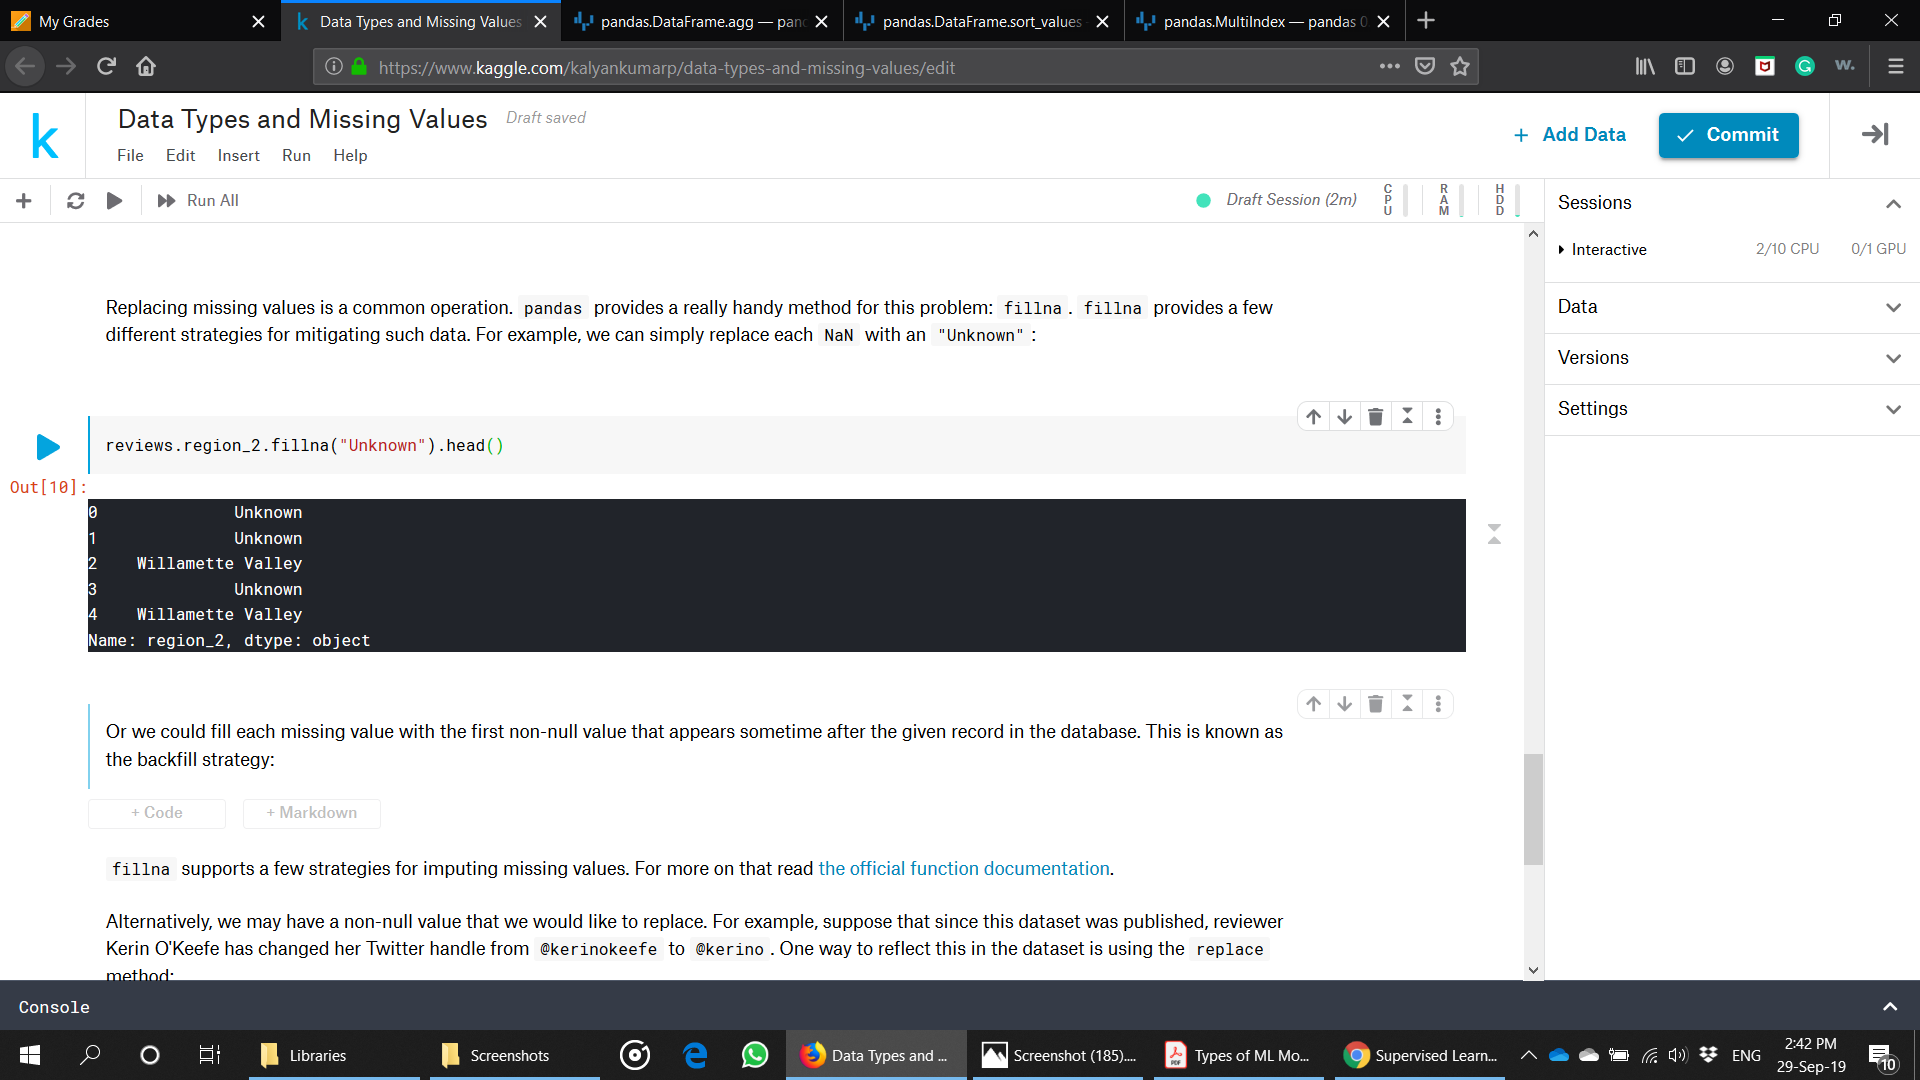 My Grades
Data Types and Missing Values
pandas.DataFrame.agg — pan
pandas.DataFrame.sort_values
pandas.MultiIndex — pandas 0
https://www.kaggle.com/kalyankumarp/data-types-and-missing-values/edit
k
Data Types and Missing Values
Draft saved
File Edit Insert Run Help
+ Add Data
Commit
Run All
Draft Session (2m)
CPU
RAM
HDD
Sessions
Interactive 2/10 CPU 0/1 GPU
Data
Versions
Settings
Replacing missing values is a common operation. pandas provides a really handy method for this problem: fillna. fillna provides a few
different strategies for mitigating such data. For example, we can simply replace each NaN with an "Unknown":
reviews.region_2.fillna("Unknown").head()
Out[10]:
0 Unknown
1 Unknown
2 Willamette Valley
3 Unknown
4 Willamette Valley
Name: region_2, dtype: object
Or we could fill each missing value with the first non-null value that appears sometime after the given record in the database. This is known as
the backfill strategy:
+ Code
+ Markdown
fillna supports a few strategies for imputing missing values. For more on that read the official function documentation.
Alternatively, we may have a non-null value that we would like to replace. For example, suppose that since this dataset was published, reviewer
Kerin O'Keefe has changed her Twitter handle from @kerinokeefe to @kerino. One way to reflect this in the dataset is using the replace
method:
Console
Libraries
Screenshots
Data Types and ...
Screenshot (185)....
Types of ML Mo...
Supervised Learn...
ENG
2:42 PM
29-Sep-19
10